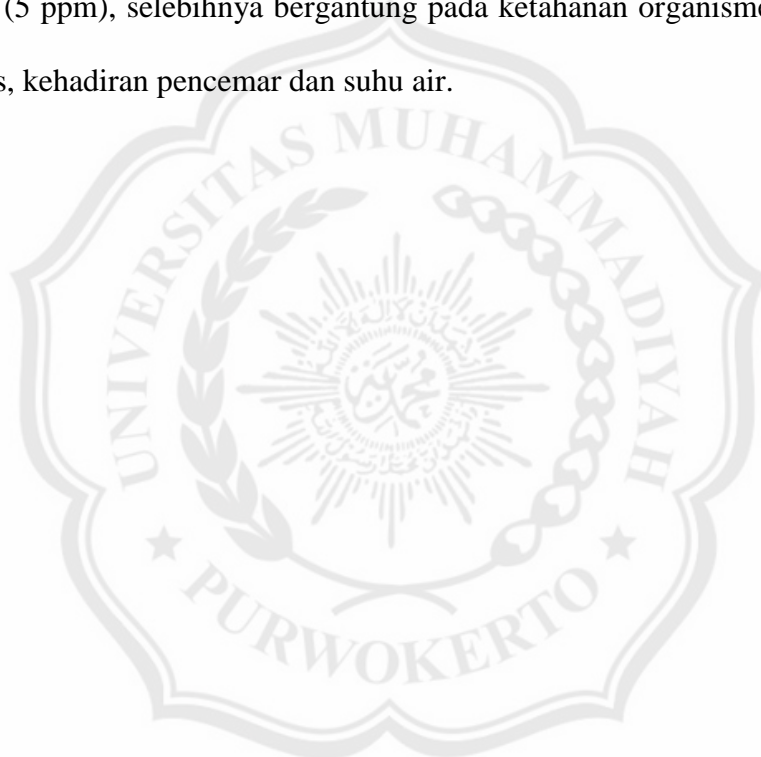 (5 ppm), selebihnya bergantung pada ketahanan organisme
s, kehadiran pencemar dan suhu air.
UNIVERSITAS MUHAMMADIYAH
PURWOKERTO